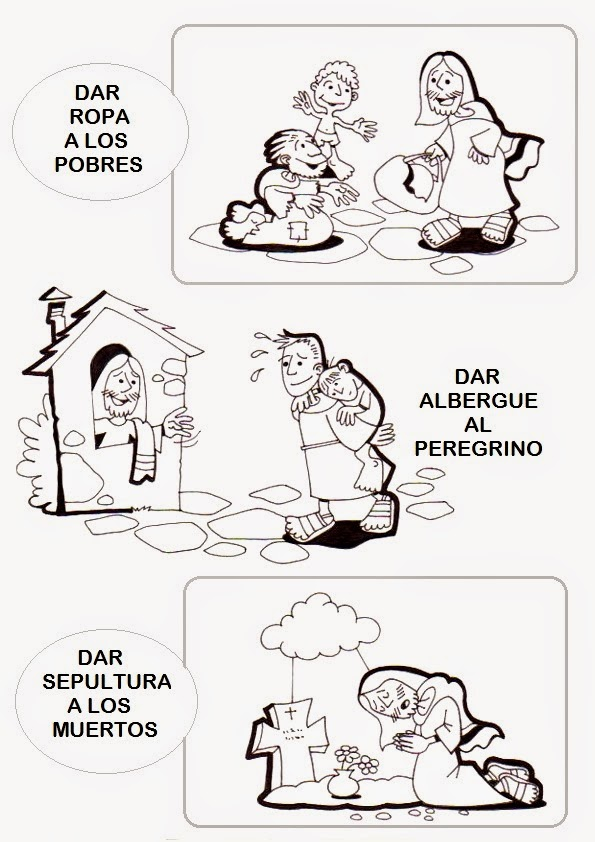 DAR
ROPA
A LOS
POBRES
DAR
ALBERGUE
AL
PEREGRINO
DAR
SEPULTURA
A LOS
MUERTOS